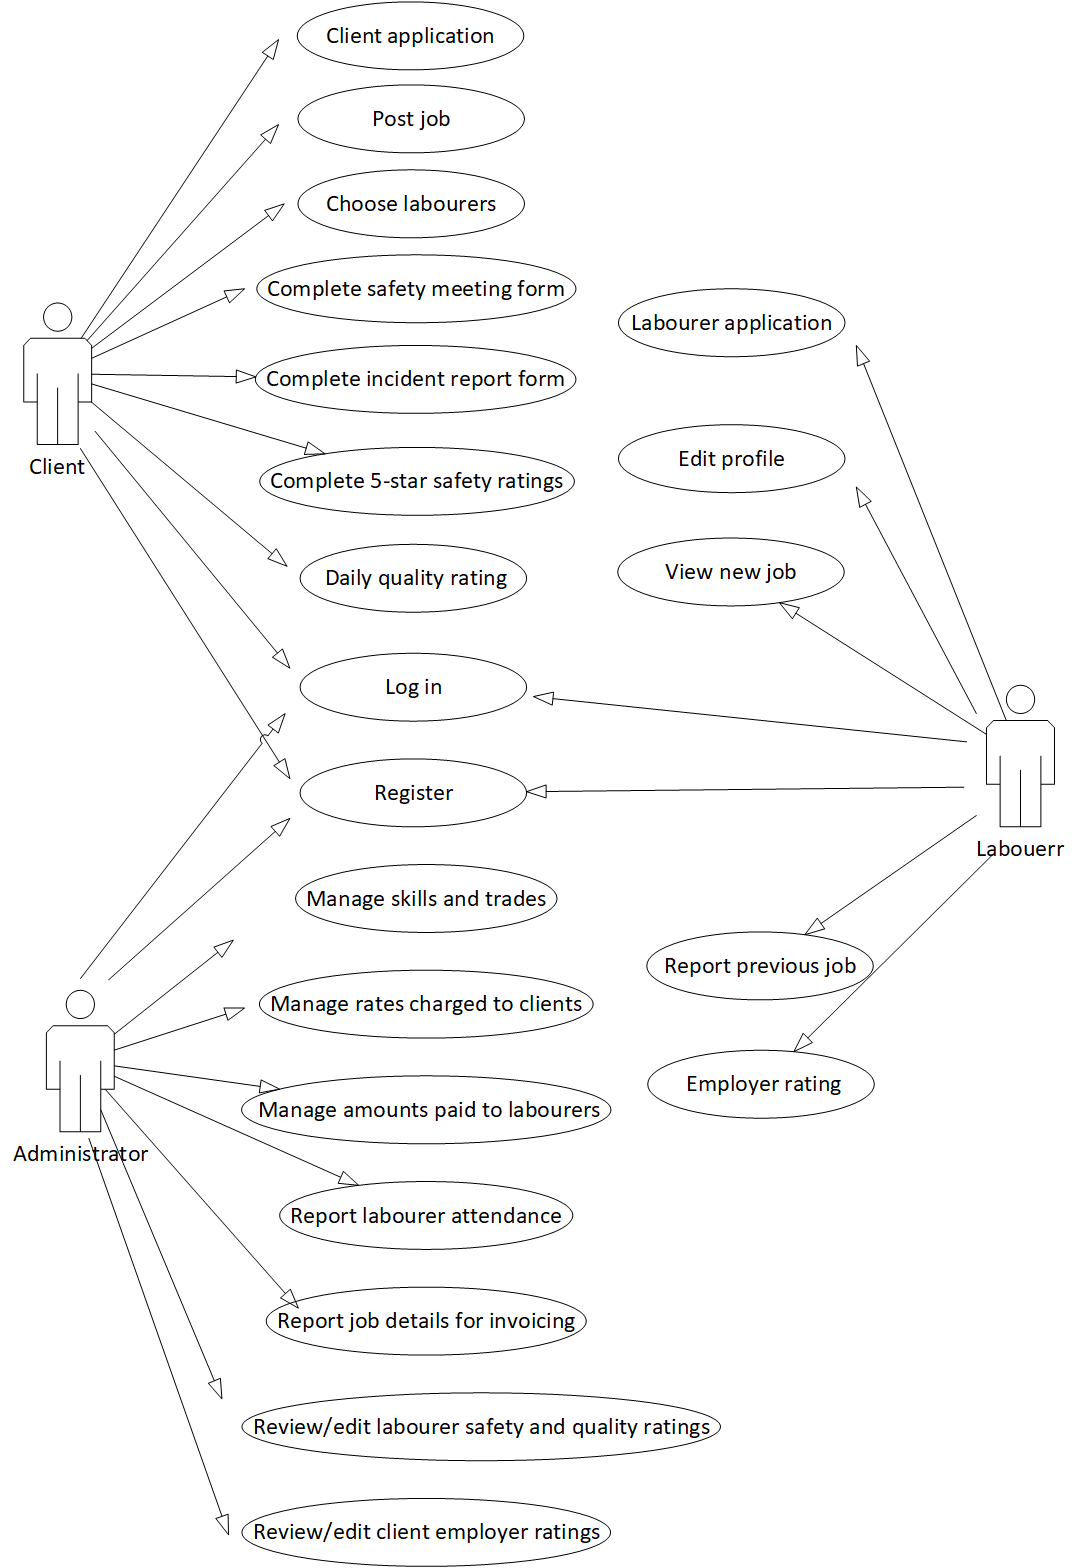 Client application
Post job
Choose labourers
Complete safety meeting form
Labourer application
Complete incident report form
Client
Edit profile
Complete 5-star safety ratings
View new job
Daily quality rating
Log in
Register
Labouerr
Manage skills and trades
Report previous job
Manage rates charged to clients
Employer rating
Manage amounts paid to labourers
Administrator
Report labourer attendance
Report job details for invoicing
Review/edit labourer safety and quality ratings
Review/edit client employer ratings